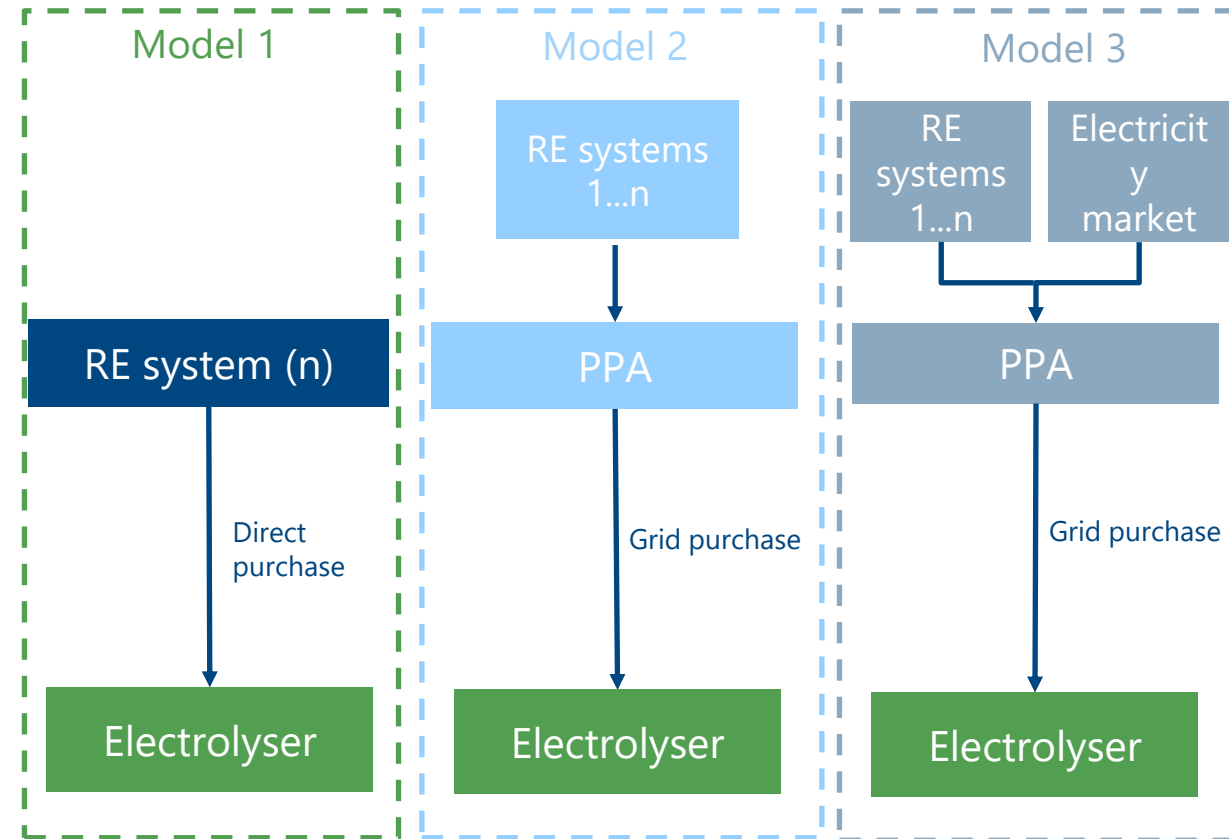 Model 1
RE system (n)
Direct
purchase
Electrolyser
Model 2
RE systems
1...n
PPA
Grid purchase
Electrolyser
Model 3
RE
systems
1...n
Electricit
y
market
PPA
Grid purchase
Electrolyser